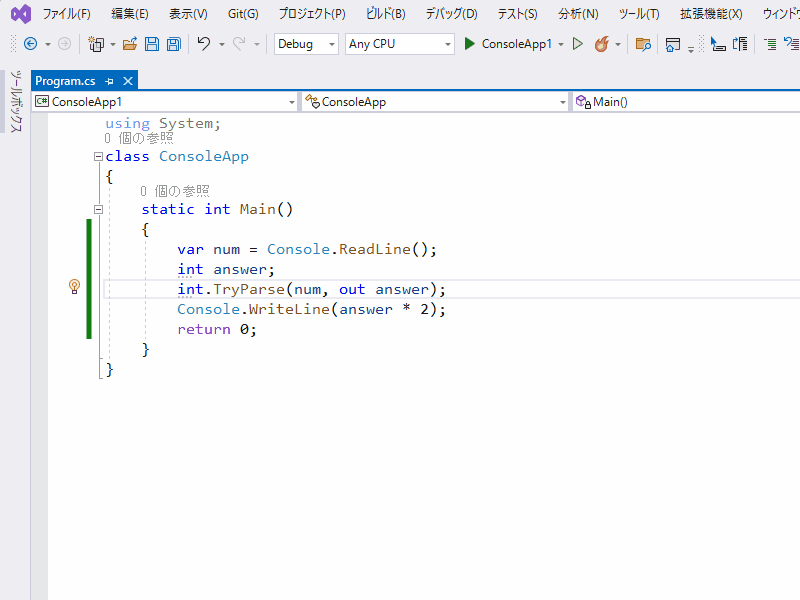 ファイル(F) 編集(E) 表示(V) Git(G) プロジェクト(P) ビルド(B) デバッグ(D) テスト(S) 分析(N) ツール(T) 拡張機能(X) ウィンドウ
Debug Any CPU ConsoleApp1
ツールボックス
Program.cs
C# ConsoleApp1 ConsoleApp Main()
using System;
0 個の参照
class ConsoleApp
{
0 個の参照
static int Main()
{
var num = Console.ReadLine();
int answer;
int.TryParse(num, out answer);
Console.WriteLine(answer * 2);
return 0;
}
}